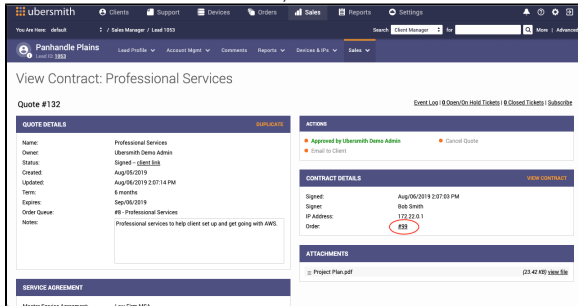 ubersmith Clients Support Devices Orders Sales Reports Settings
You Are Here: default / Sales Manager / Lead 1053 Search Client Manager for More | Advanced
Panhandle Plains Lead Profile Account Mgmt Comments Reports Devices & IPs Sales
Lead ID: 1053
View Contract: Professional Services
Quote #132
Event Log | 0 Open/On Hold Tickets | 0 Closed Tickets | Subscribe
QUOTE DETAILS DUPLICATE
Name: Professional Services
Owner: Ubersmith Demo Admin
Status: Signed -- client link
Created: Aug/05/2019
Updated: Aug/06/2019 2:07:14 PM
Term: 6 months
Expires: Sep/06/2019
Order Queue: #8 - Professional Services
Notes: Professional services to help client set up and get going with AWS.
ACTIONS
Approved by Ubersmith Demo Admin Cancel Quote
Email to Client
CONTRACT DETAILS VIEW CONTRACT
Signed: Aug/06/2019 2:07:03 PM
Signer: Bob Smith
IP Address: 172.22.0.1
Order: #99
ATTACHMENTS
Project Plan.pdf (23.42 KB) view file
SERVICE AGREEMENT
Master Service Agreement Law Firm MSA